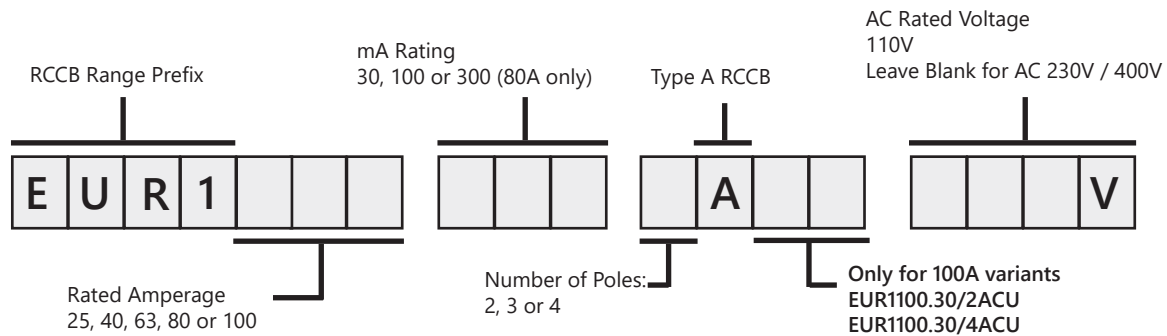 AC Rated Voltage
110V
Leave Blank for AC 230V / 400V
mA Rating
30, 100 or 300 (80A only)
Type A RCCB
RCCB Range Prefix
E U R 1 A V
Rated Amperage
25, 40, 63, 80 or 100
Number of Poles:
2, 3 or 4
Only for 100A variants
EUR1100.30/2ACU
EUR1100.30/4ACU